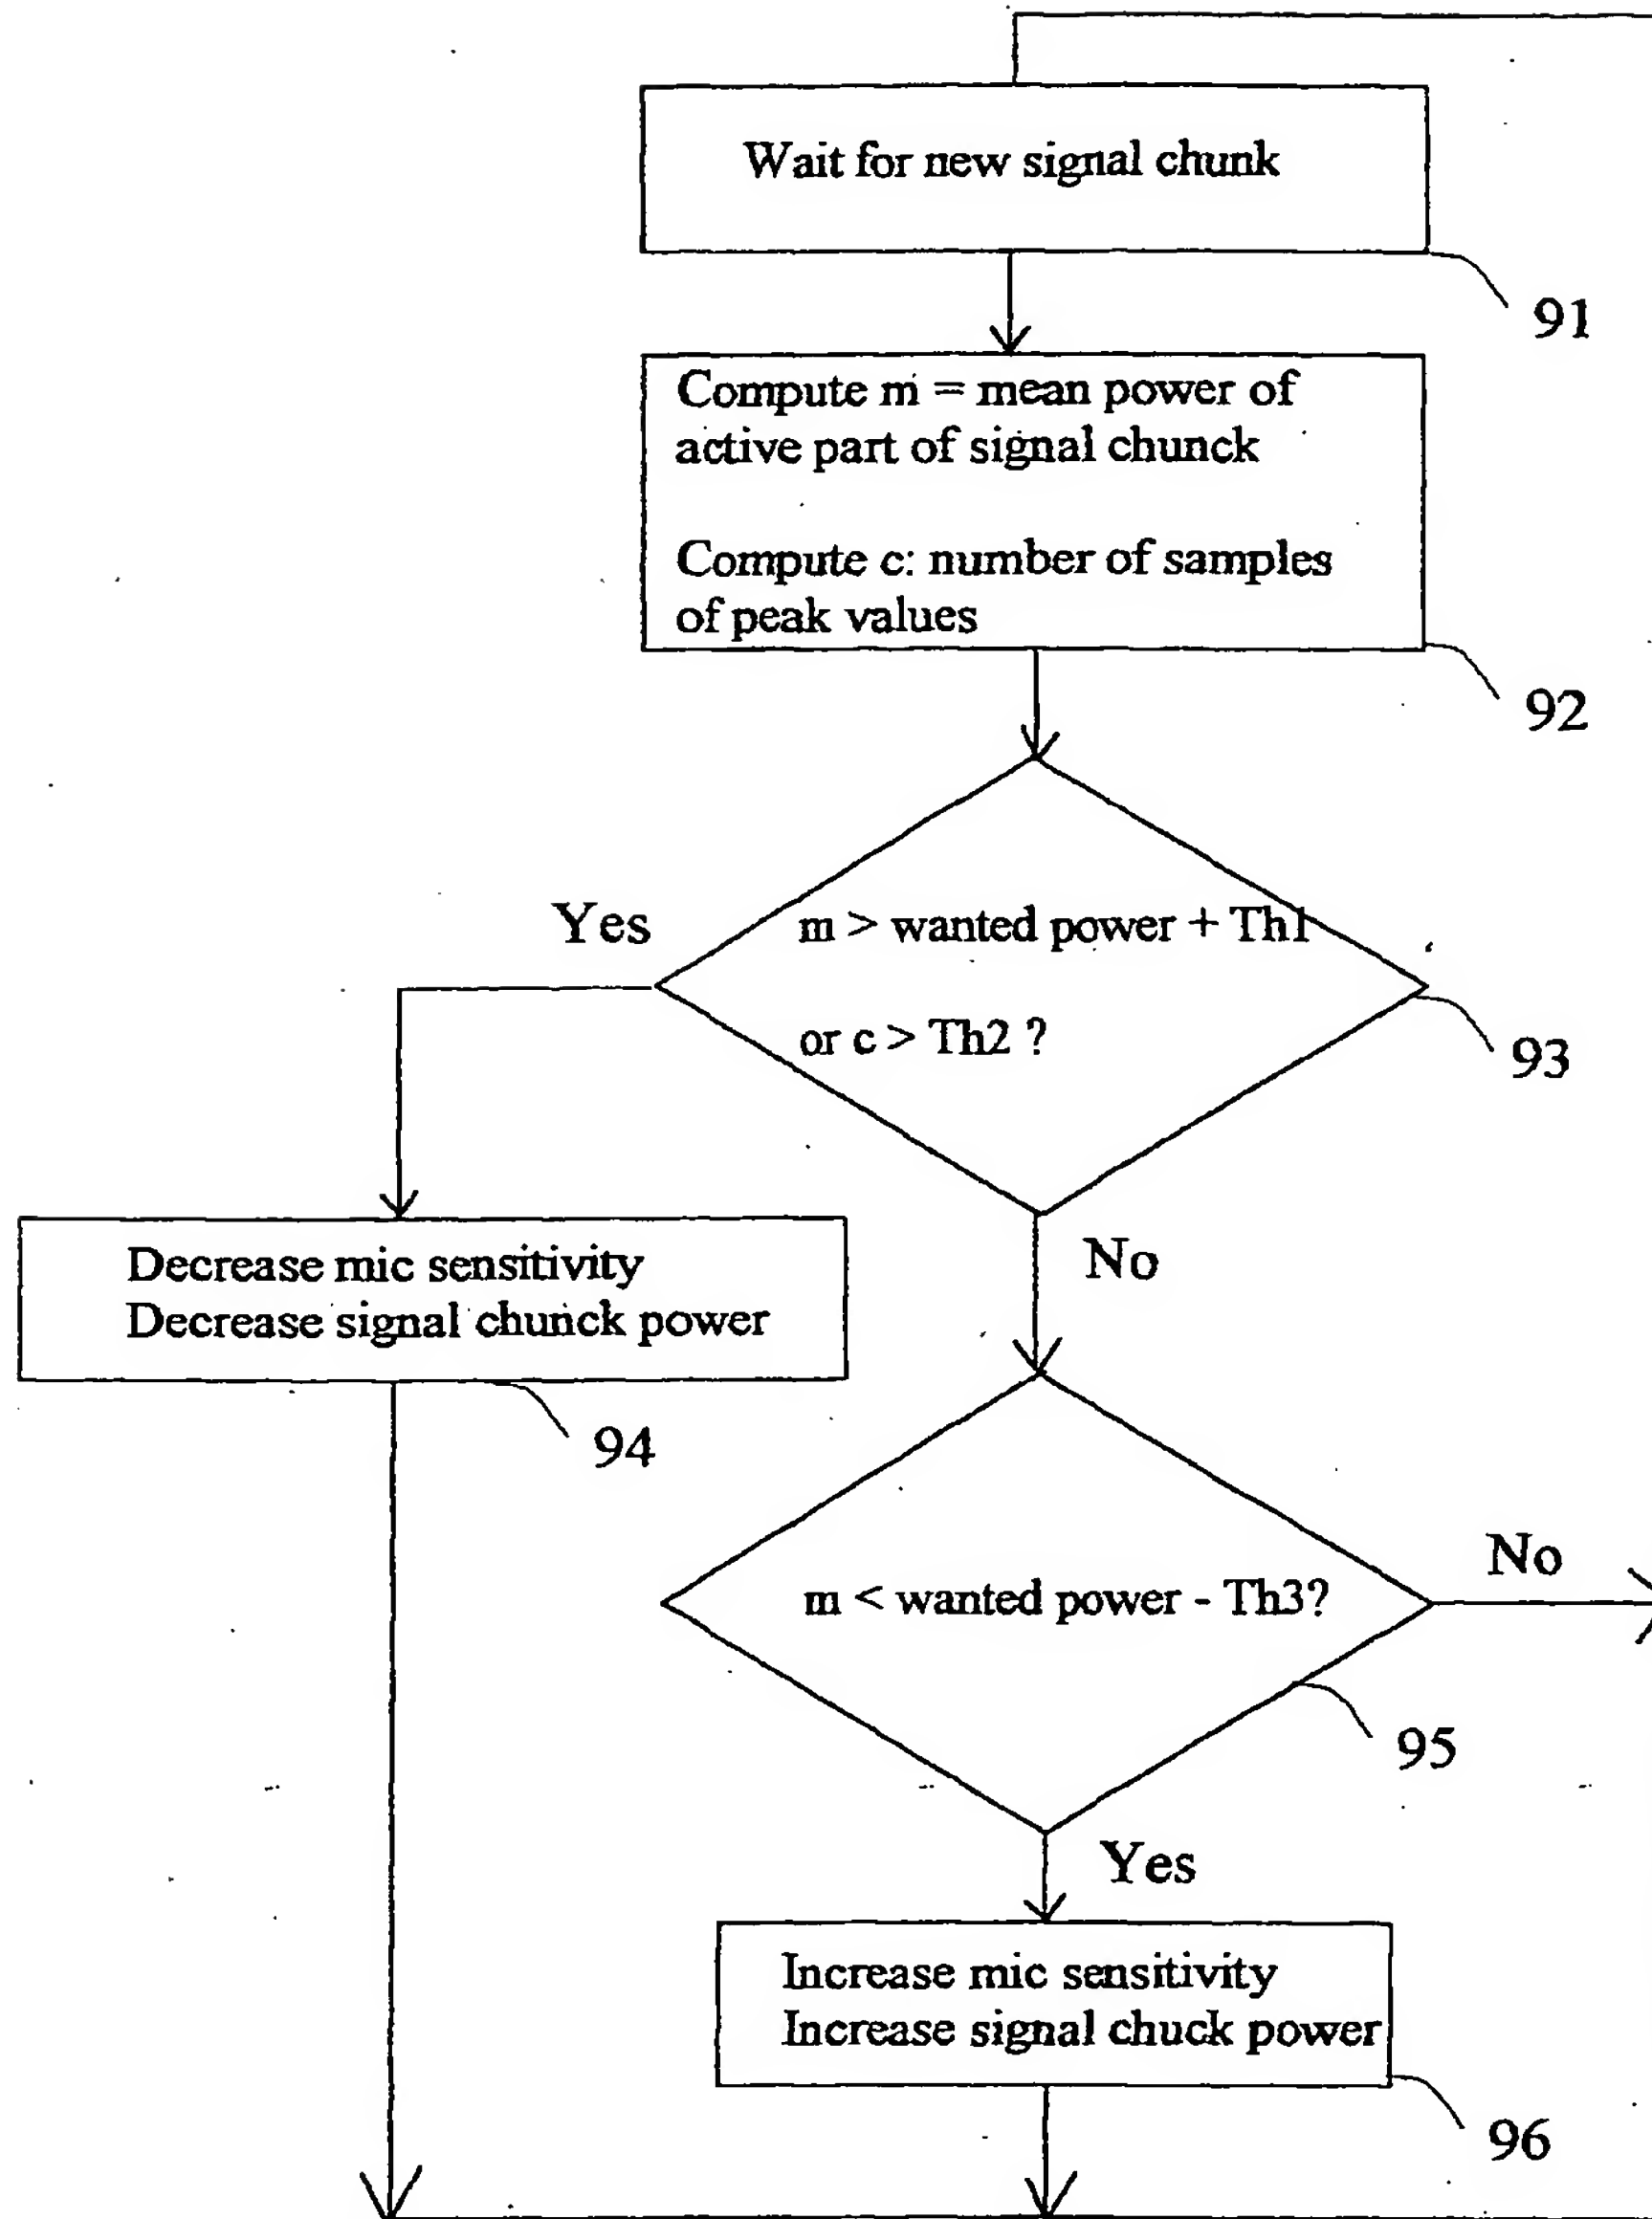 Wait for new signal chunk
91
Compute m = mean power of
active part of signal chunck
Compute c: number of samples
of peak values
92
Yes
m > wanted power + Th1
or c > Th2 ?
93
Decrease mic sensitivity
Decrease signal chunck power
94
No
m < wanted power - Th3?
No
95
Yes
Increase mic sensitivity
Increase signal chuck power
96